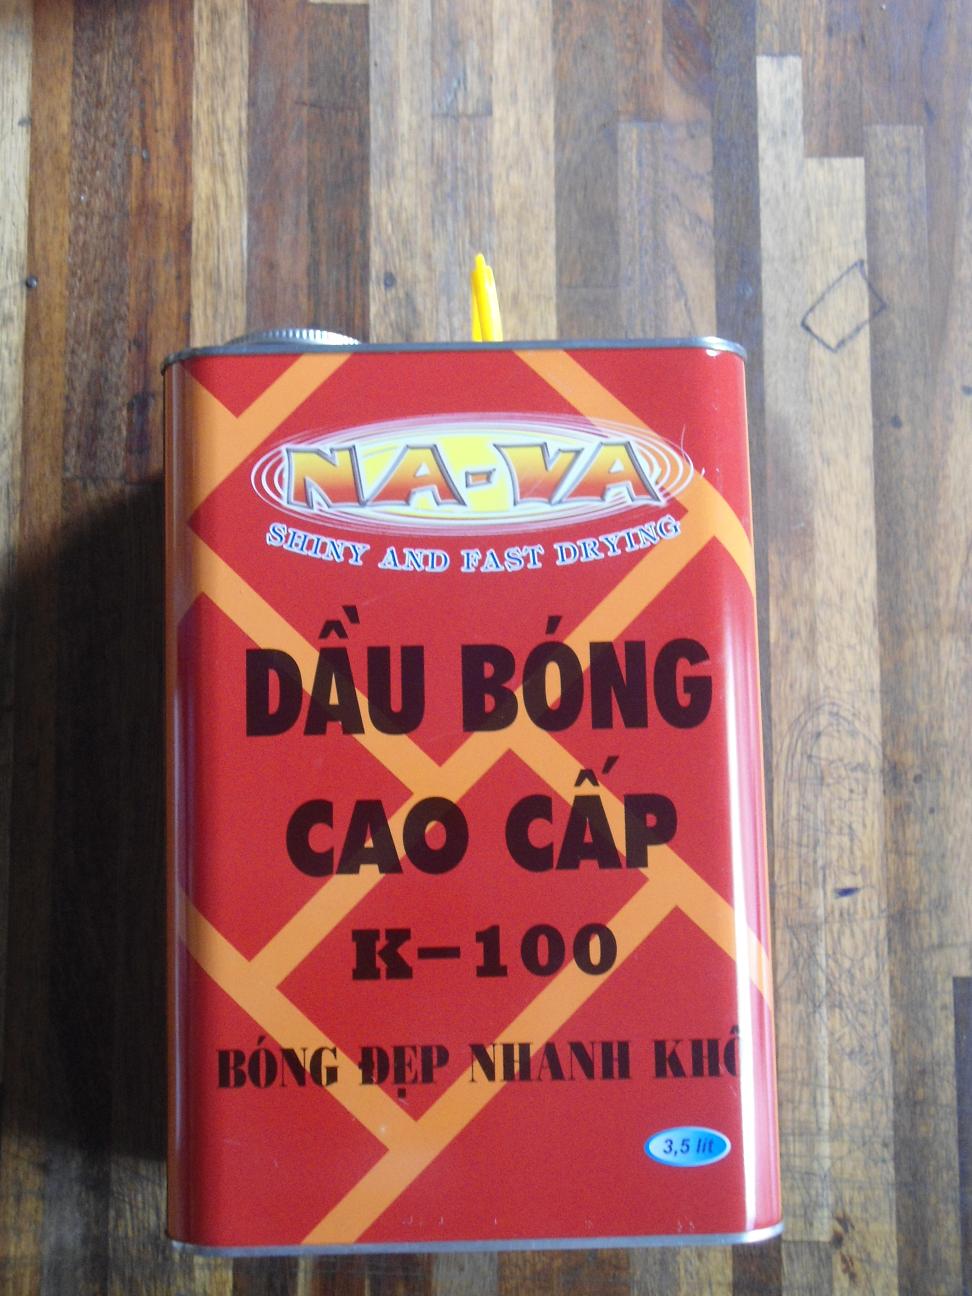 NA-VA
SHINY AND FAST DRYING
DẦU BÓNG
CAO CẤP
K-100
BÓNG ĐẸP NHANH KHÔ
3,5 lít